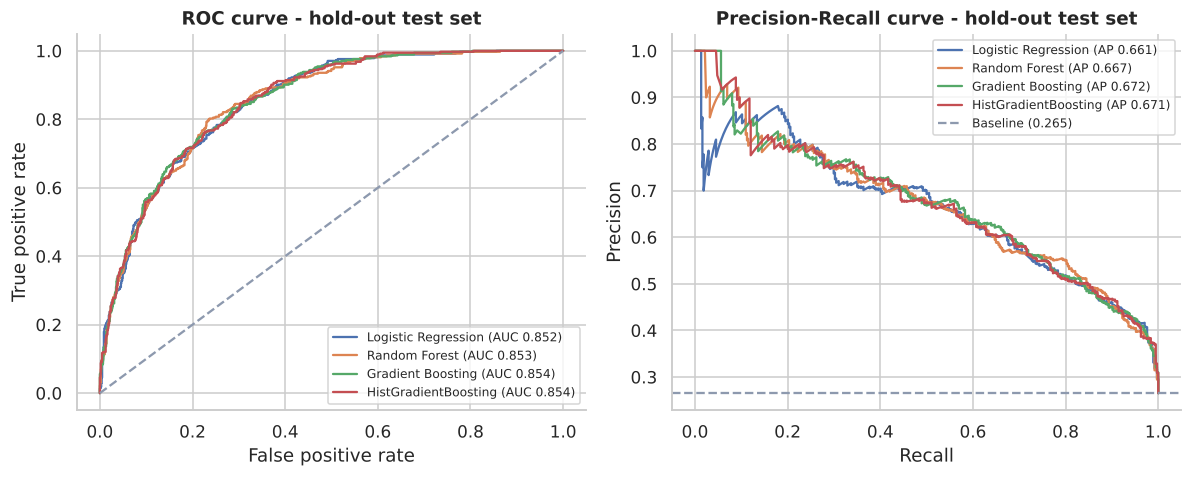 ROC curve - hold-out test set
True positive rate
1.0
0.8
0.6
0.4
0.2
0.0
Logistic Regression (AUC 0.852)
Random Forest (AUC 0.853)
Gradient Boosting (AUC 0.854)
HistGradientBoosting (AUC 0.854)
0.0 0.2 0.4 0.6 0.8 1.0
False positive rate
Precision-Recall curve - hold-out test set
Precision
1.0
0.9
0.8
0.7
0.6
0.5
0.4
0.3
Logistic Regression (AP 0.661)
Random Forest (AP 0.667)
Gradient Boosting (AP 0.672)
HistGradientBoosting (AP 0.671)
Baseline (0.265)
0.0 0.2 0.4 0.6 0.8 1.0
Recall